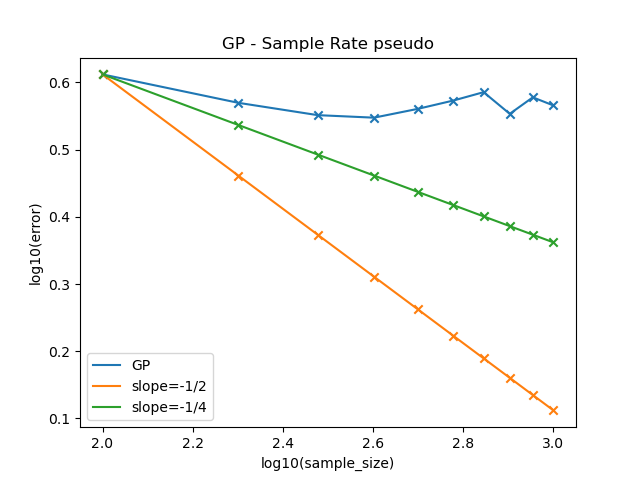 GP - Sample Rate pseudo
log10(error)
0.6
0.5
0.4
0.3
0.2
0.1
GP
slope=-1/2
slope=-1/4
2.0 2.2 2.4 2.6 2.8 3.0
log10(sample_size)